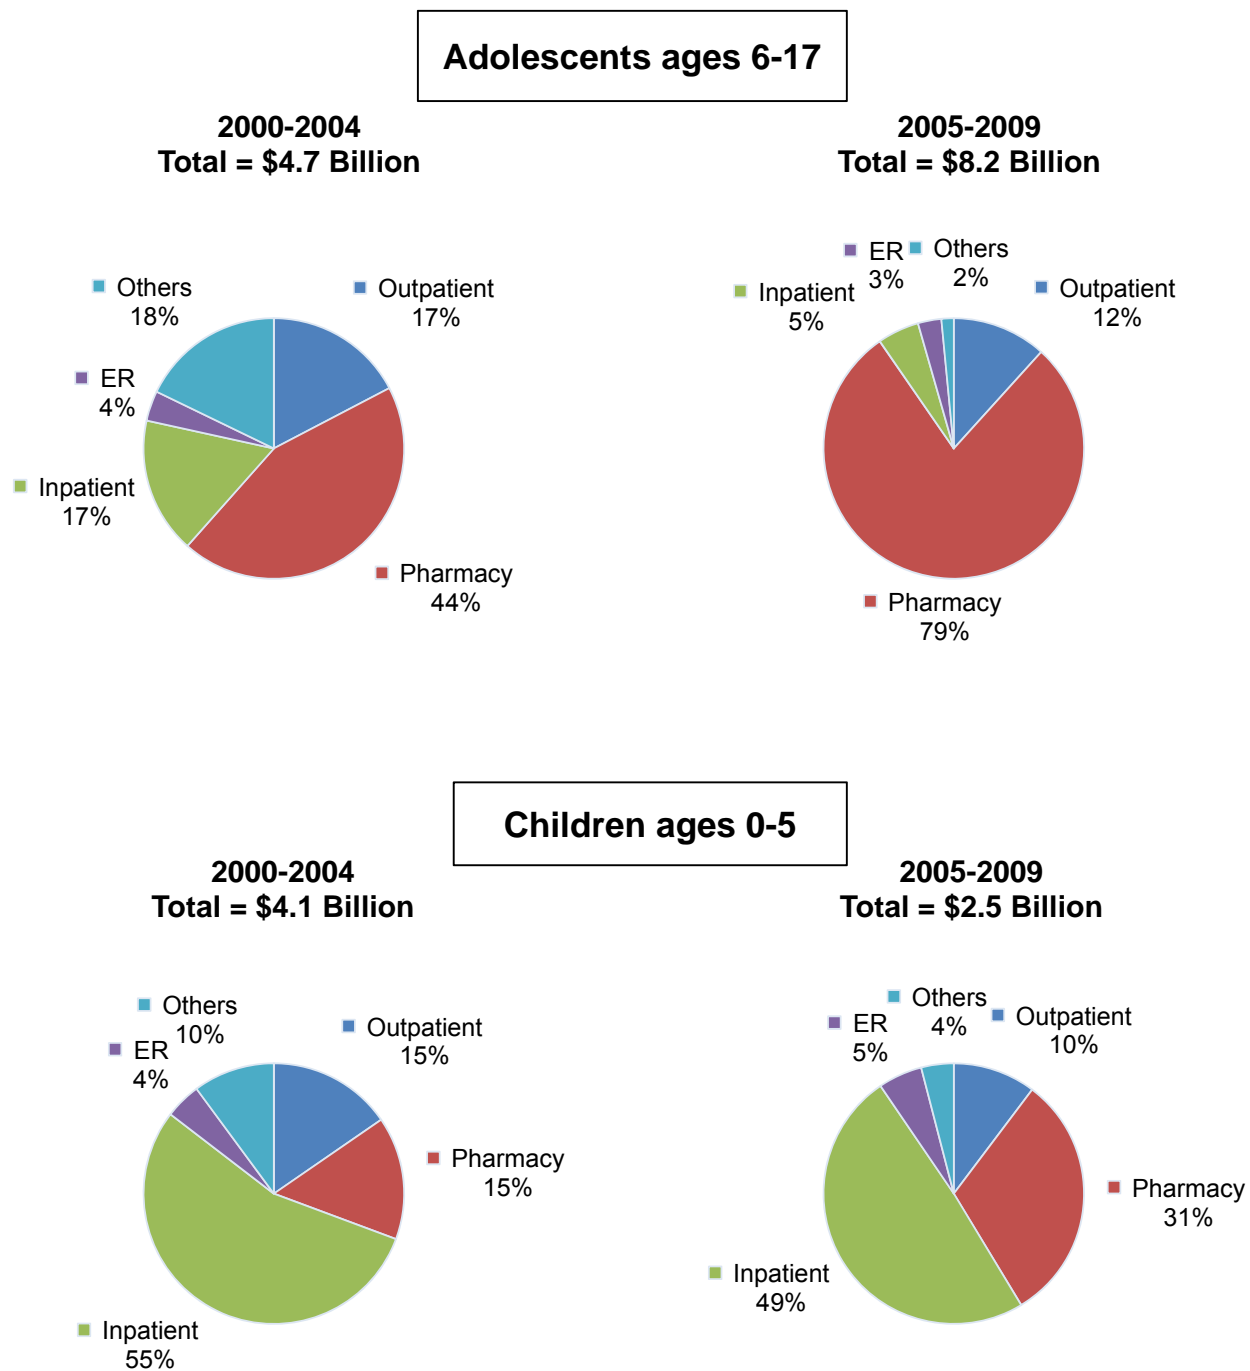 Adolescents ages 6-17
2000-2004
Total = $4.7 Billion
2005-2009
Total = $8.2 Billion
Others
18%
Outpatient
17%
ER
4%
Inpatient
17%
Pharmacy
44%
ER
3%
Others
2%
Inpatient
5%
Outpatient
12%
Pharmacy
79%
Children ages 0-5
2000-2004
Total = $4.1 Billion
2005-2009
Total = $2.5 Billion
Others
10%
Outpatient
15%
ER
4%
Pharmacy
15%
Inpatient
55%
Others
4%
Outpatient
10%
ER
5%
Pharmacy
31%
Inpatient
49%